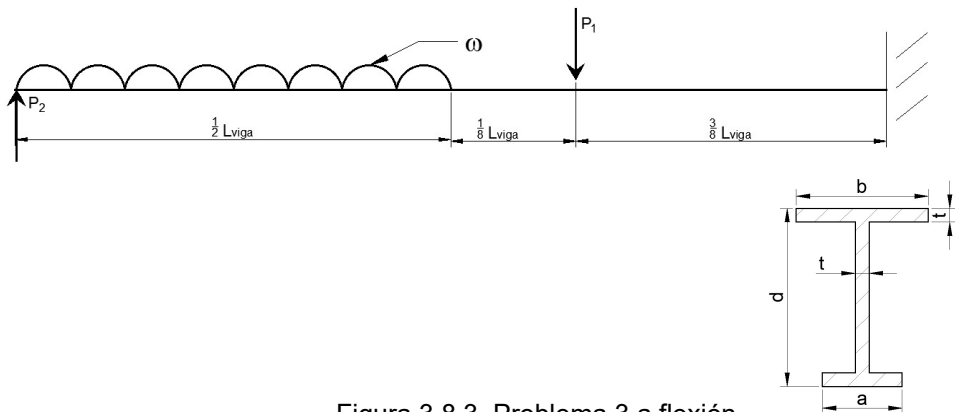 P1
ω
P2
1/2 Lviga
1/8 Lviga
3/8 Lviga
b
t
t
d
a
Figura 3.8.3. Problema 3 a flexión